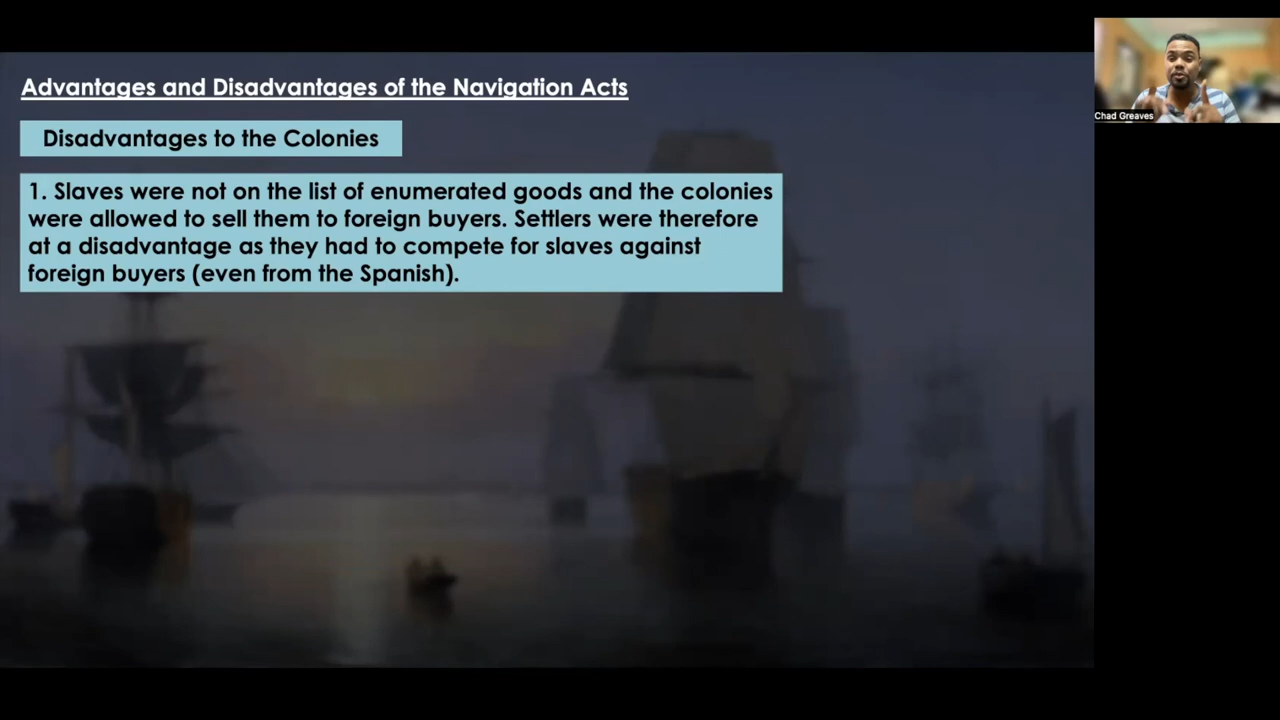 Advantages and Disadvantages of the Navigation Acts
Disadvantages to the Colonies
1. Slaves were not on the list of enumerated goods and the colonies
were allowed to sell them to foreign buyers. Settlers were therefore
at a disadvantage as they had to compete for slaves against
foreign buyers (even from the Spanish).
Chad Greaves